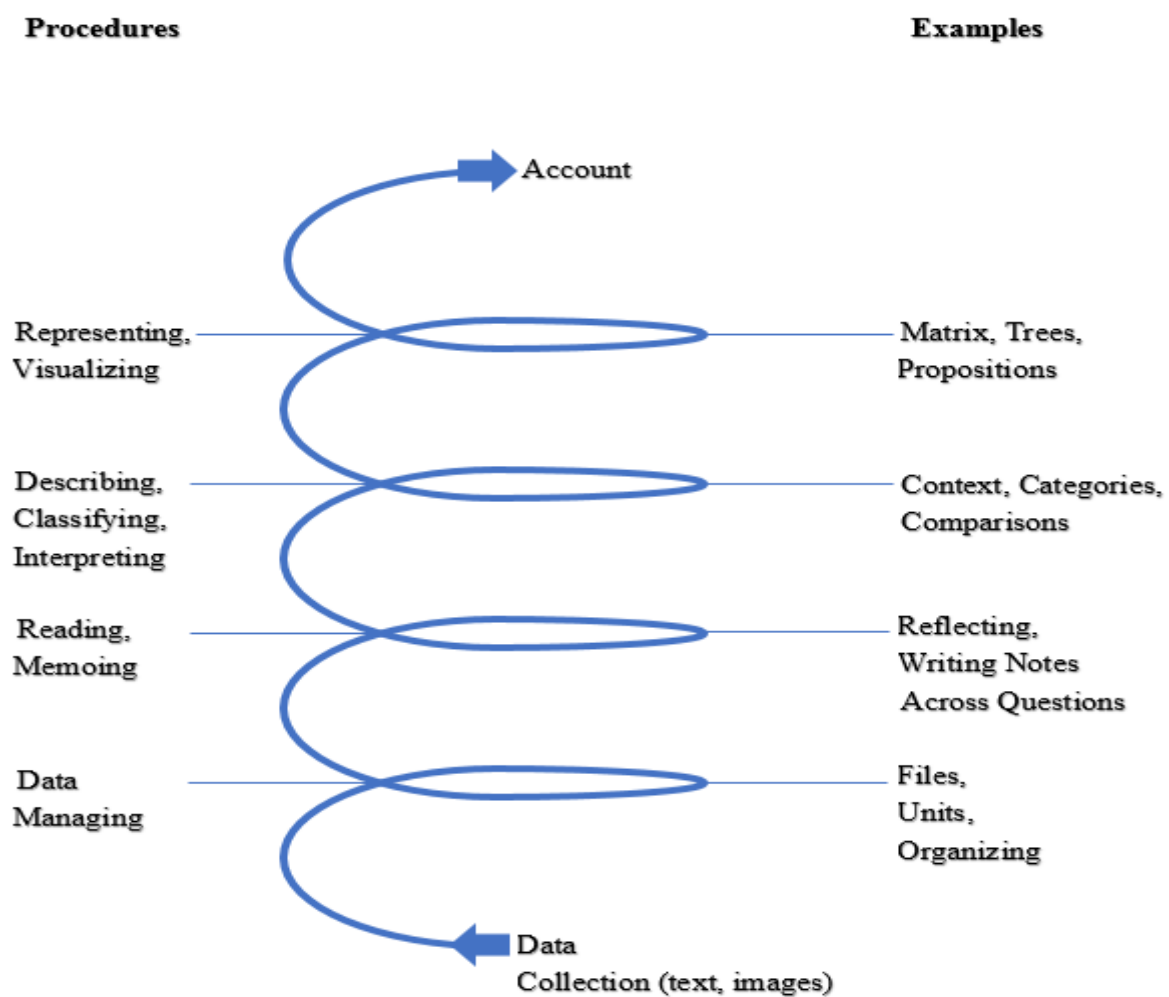 Procedures
Examples
Account
Representing,
Visualizing
Matrix, Trees,
Propositions
Describing,
Classifying,
Interpreting
Context, Categories,
Comparisons
Reading,
Memoing
Reflecting,
Writing Notes
Across Questions
Data
Managing
Files,
Units,
Organizing
Data
Collection (text, images)